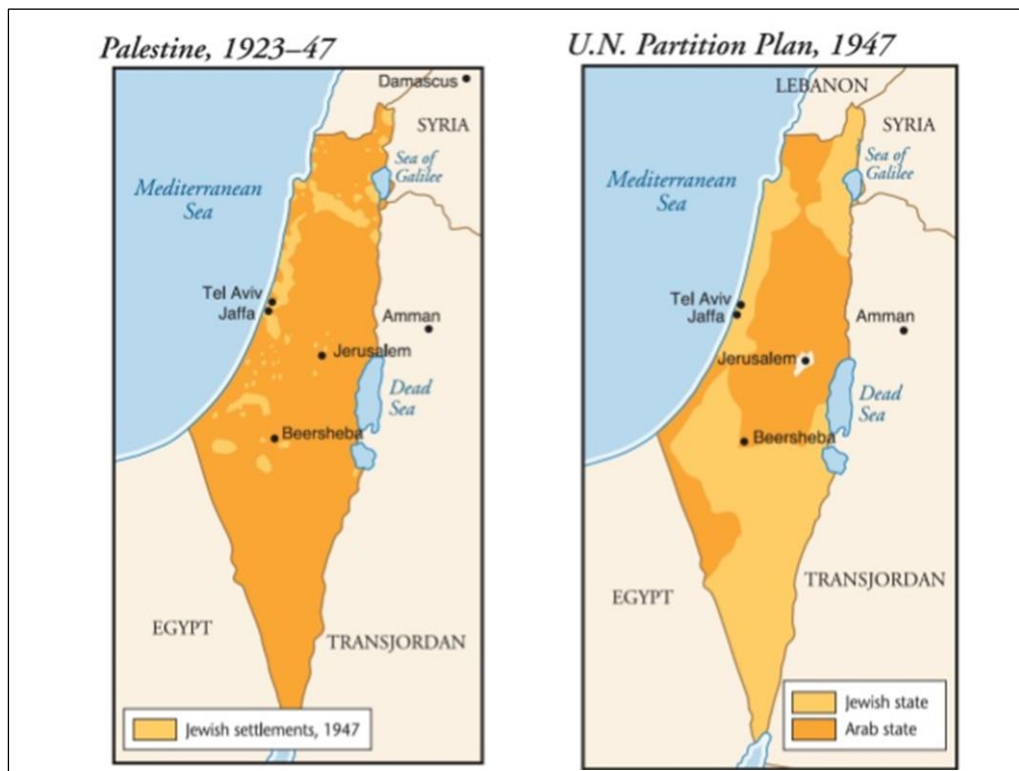 Palestine, 1923–47
Damascus
SYRIA
Sea of
Galilee
Mediterranean
Sea
Tel Aviv
Jaffa
Amman
Jerusalem
Dead
Sea
Beersheba
EGYPT
TRANSJORDAN
Jewish settlements, 1947
U.N. Partition Plan, 1947
LEBANON
SYRIA
Sea of
Galilee
Mediterranean
Sea
Tel Aviv
Jaffa
Amman
Jerusalem
Dead
Sea
Beersheba
TRANSJORDAN
EGYPT
Jewish state
Arab state